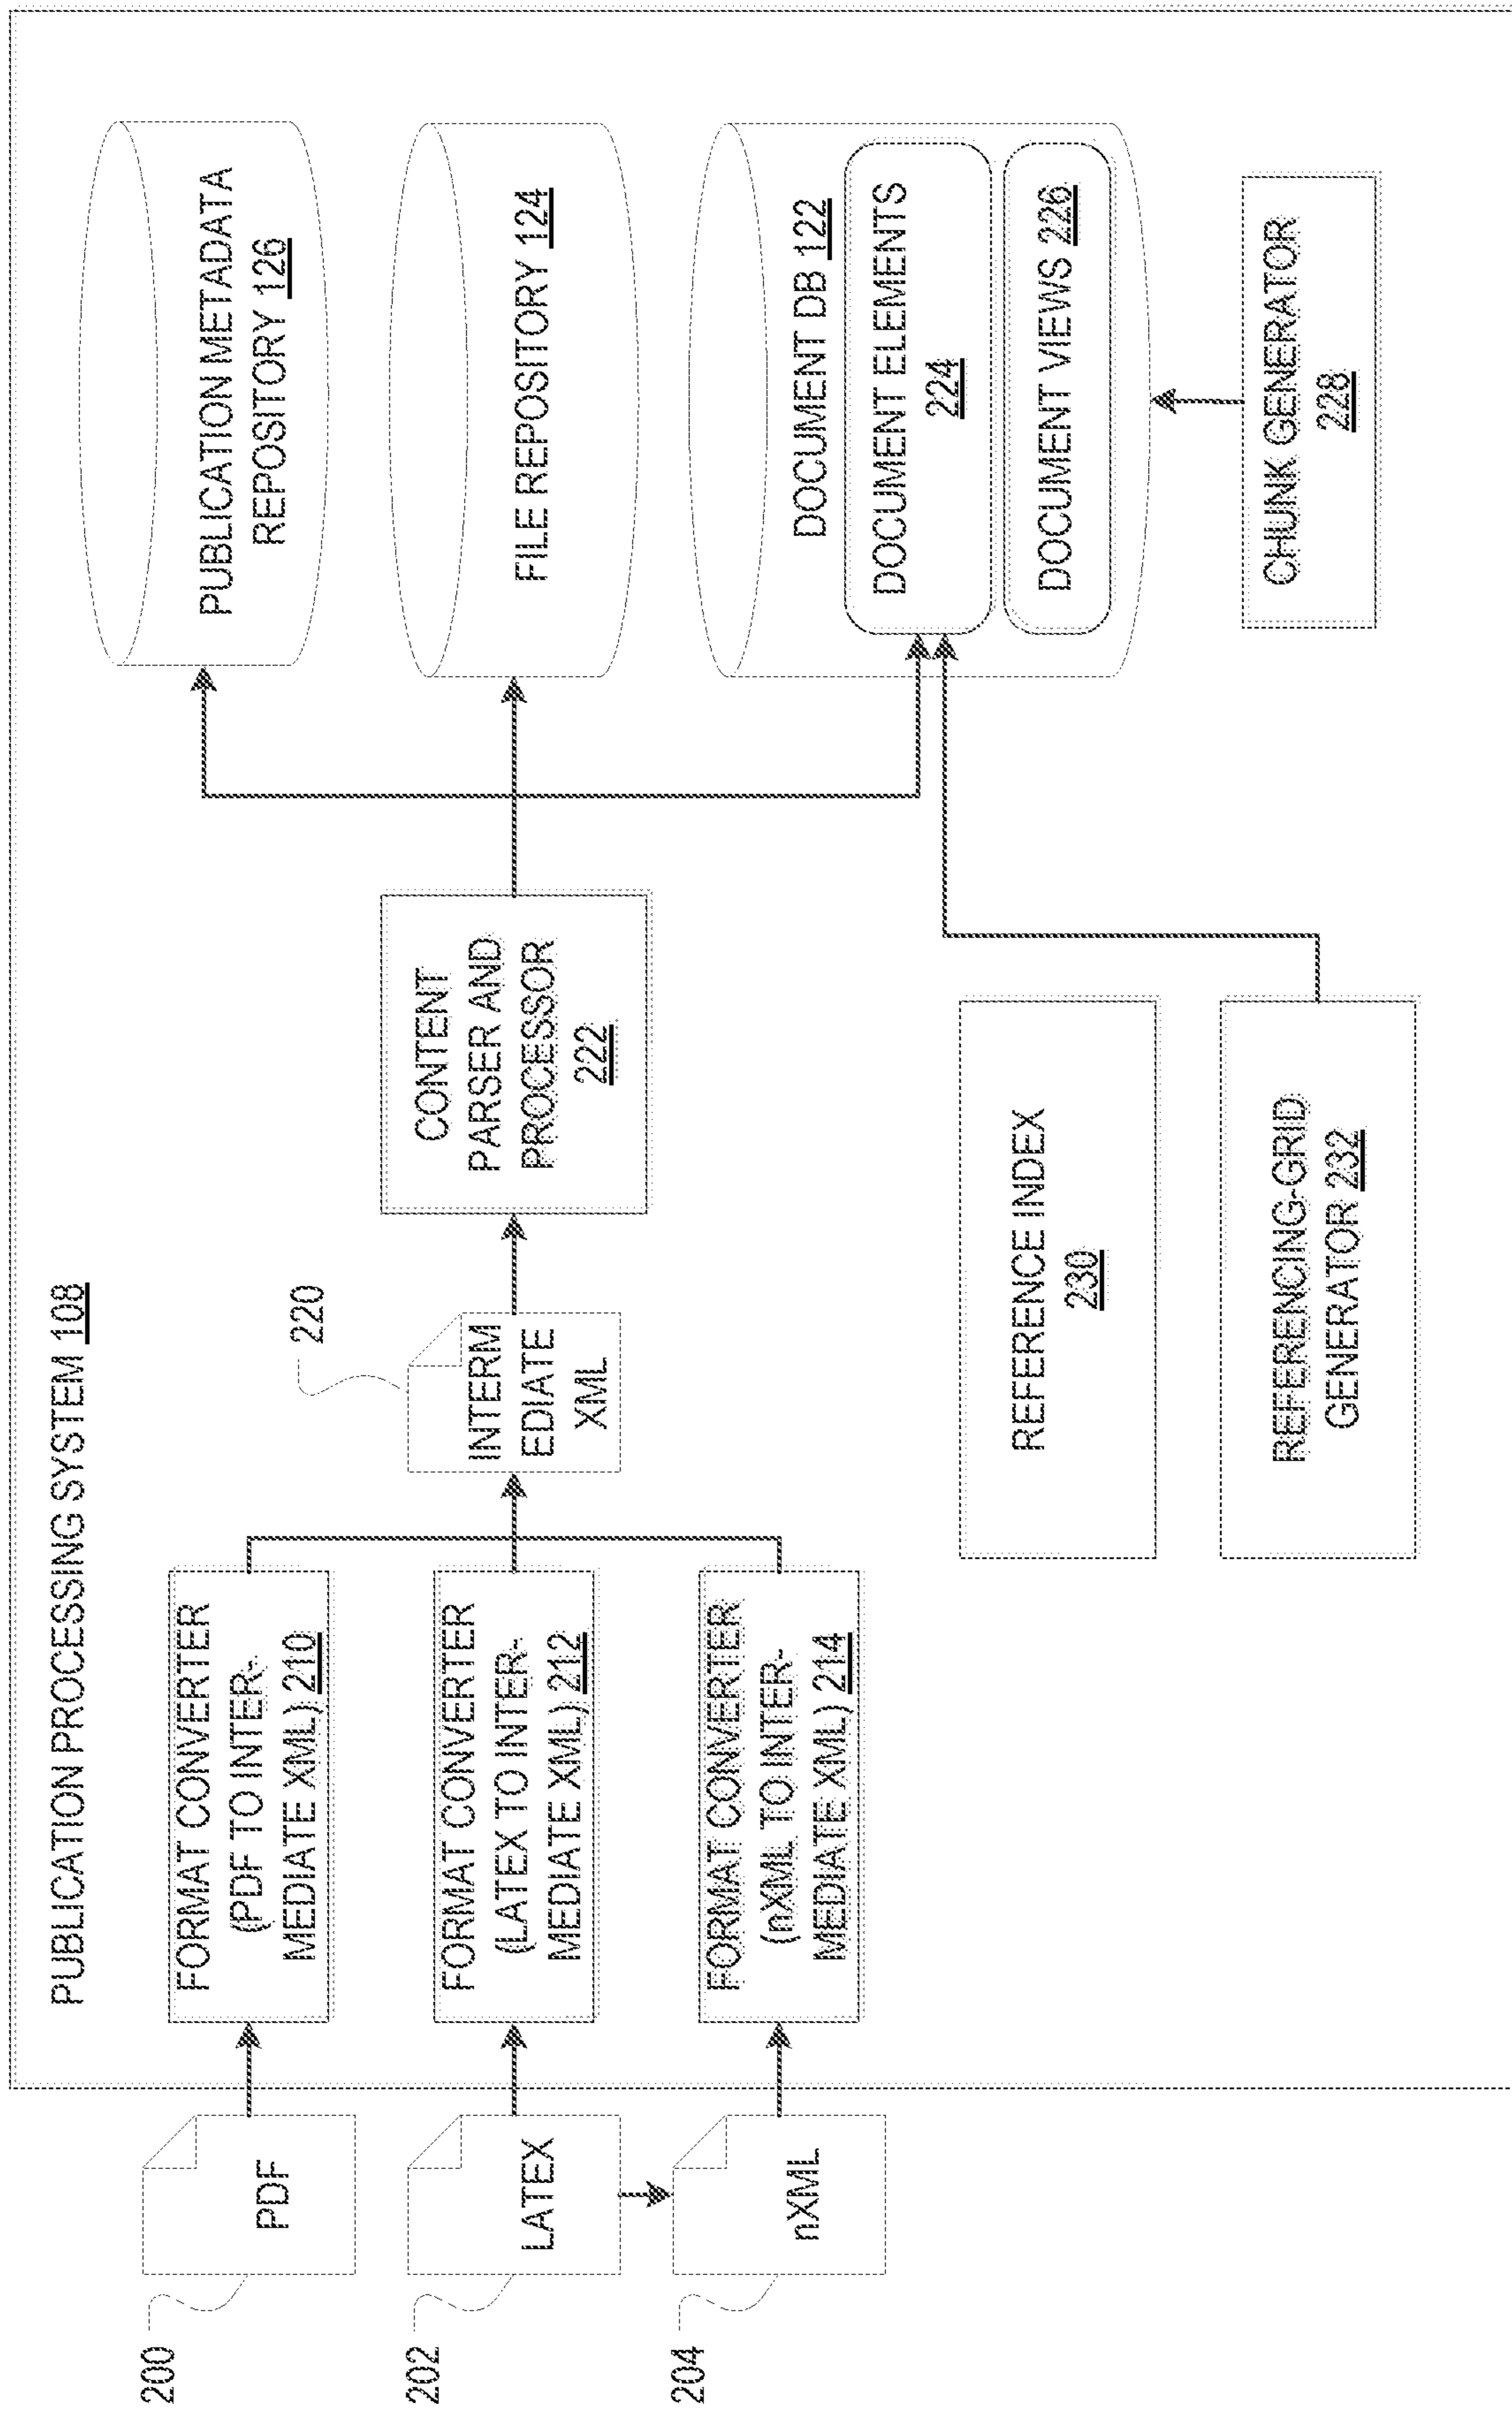 PUBLICATION PROCESSING SYSTEM 108
200
PDF
202
LATEX
204
nXML
FORMAT CONVERTER
(PDF TO INTER-
MEDIATE XML) 210
FORMAT CONVERTER
(LATEX TO INTER-
MEDIATE XML) 212
FORMAT CONVERTER
(nXML TO INTER-
MEDIATE XML) 214
220
INTERM
EDIATE
XML
CONTENT
PARSER AND
PROCESSOR
222
PUBLICATION METADATA
REPOSITORY 126
FILE REPOSITORY 124
DOCUMENT DB 122
DOCUMENT ELEMENTS
224
DOCUMENT VIEWS 226
CHUNK GENERATOR
228
REFERENCE INDEX
230
REFERENCING-GRID
GENERATOR 232